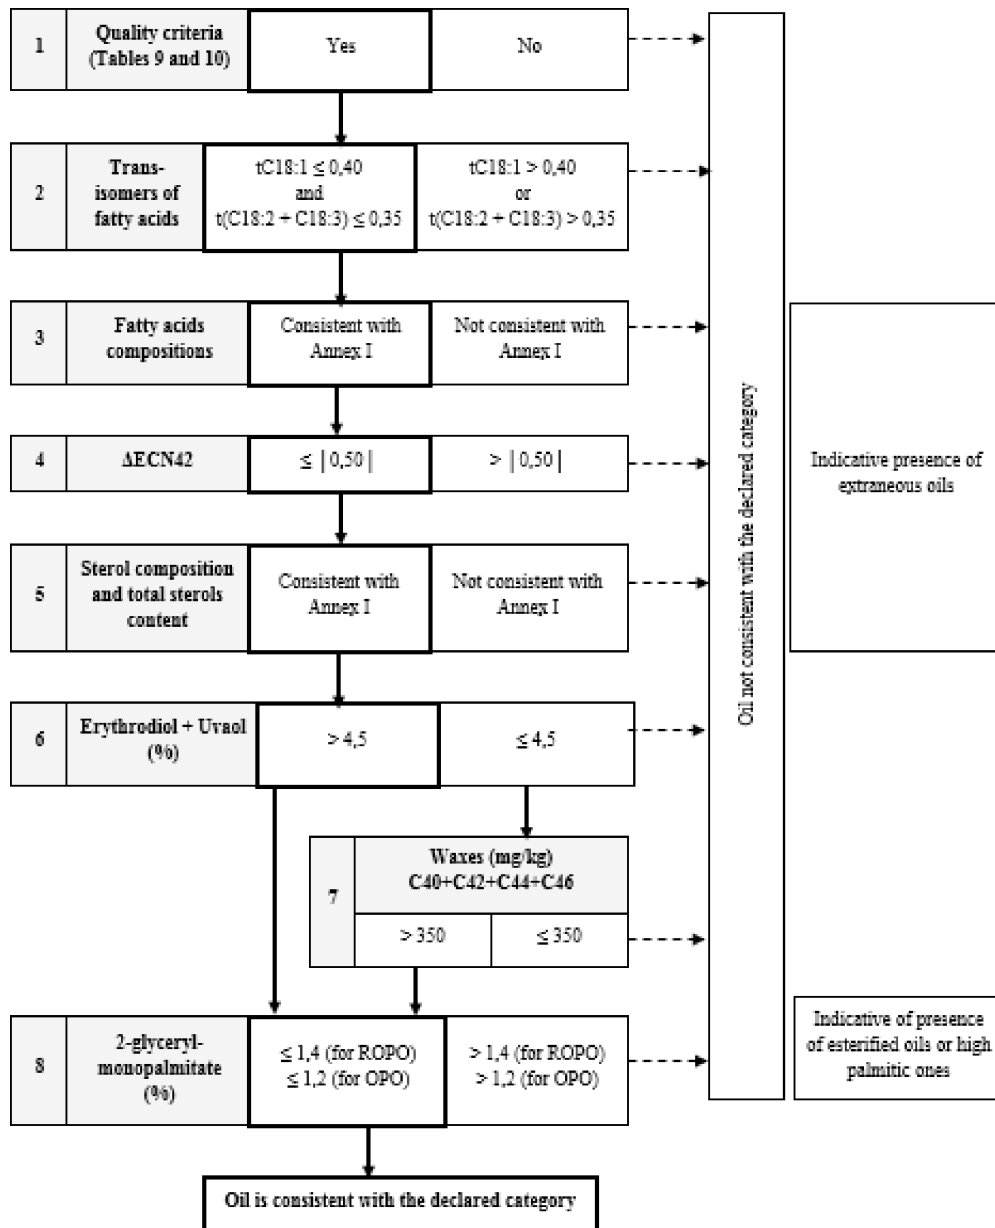 1
Quality criteria
(Tables 9 and 10)
Yes
No
2
Trans-
isomers of
fatty acids
tC18:1 ≤ 0,40
and
t(C18:2 + C18:3) ≤ 0,35
tC18:1 > 0,40
or
t(C18:2 + C18:3) > 0,35
3
Fatty acids
compositions
Consistent with
Annex I
Not consistent with
Annex I
4
ΔECN42
≤ |0,50|
> |0,50|
5
Sterol composition
and total sterols
content
Consistent with
Annex I
Not consistent with
Annex I
6
Erythrodiol + Uvaol
(%)
> 4,5
≤ 4,5
7
Waxes (mg/kg)
C40+C42+C44+C46
> 350
≤ 350
8
2-glyceryl-
monopalmitate
(%)
≤ 1,4 (for ROPO)
≤ 1,2 (for OPO)
> 1,4 (for ROPO)
> 1,2 (for OPO)
Oil is consistent with the declared category
Oil not consistent with the declared category
Indicative presence of
extraneous oils
Indicative of presence
of esterified oils or high
palmitic ones